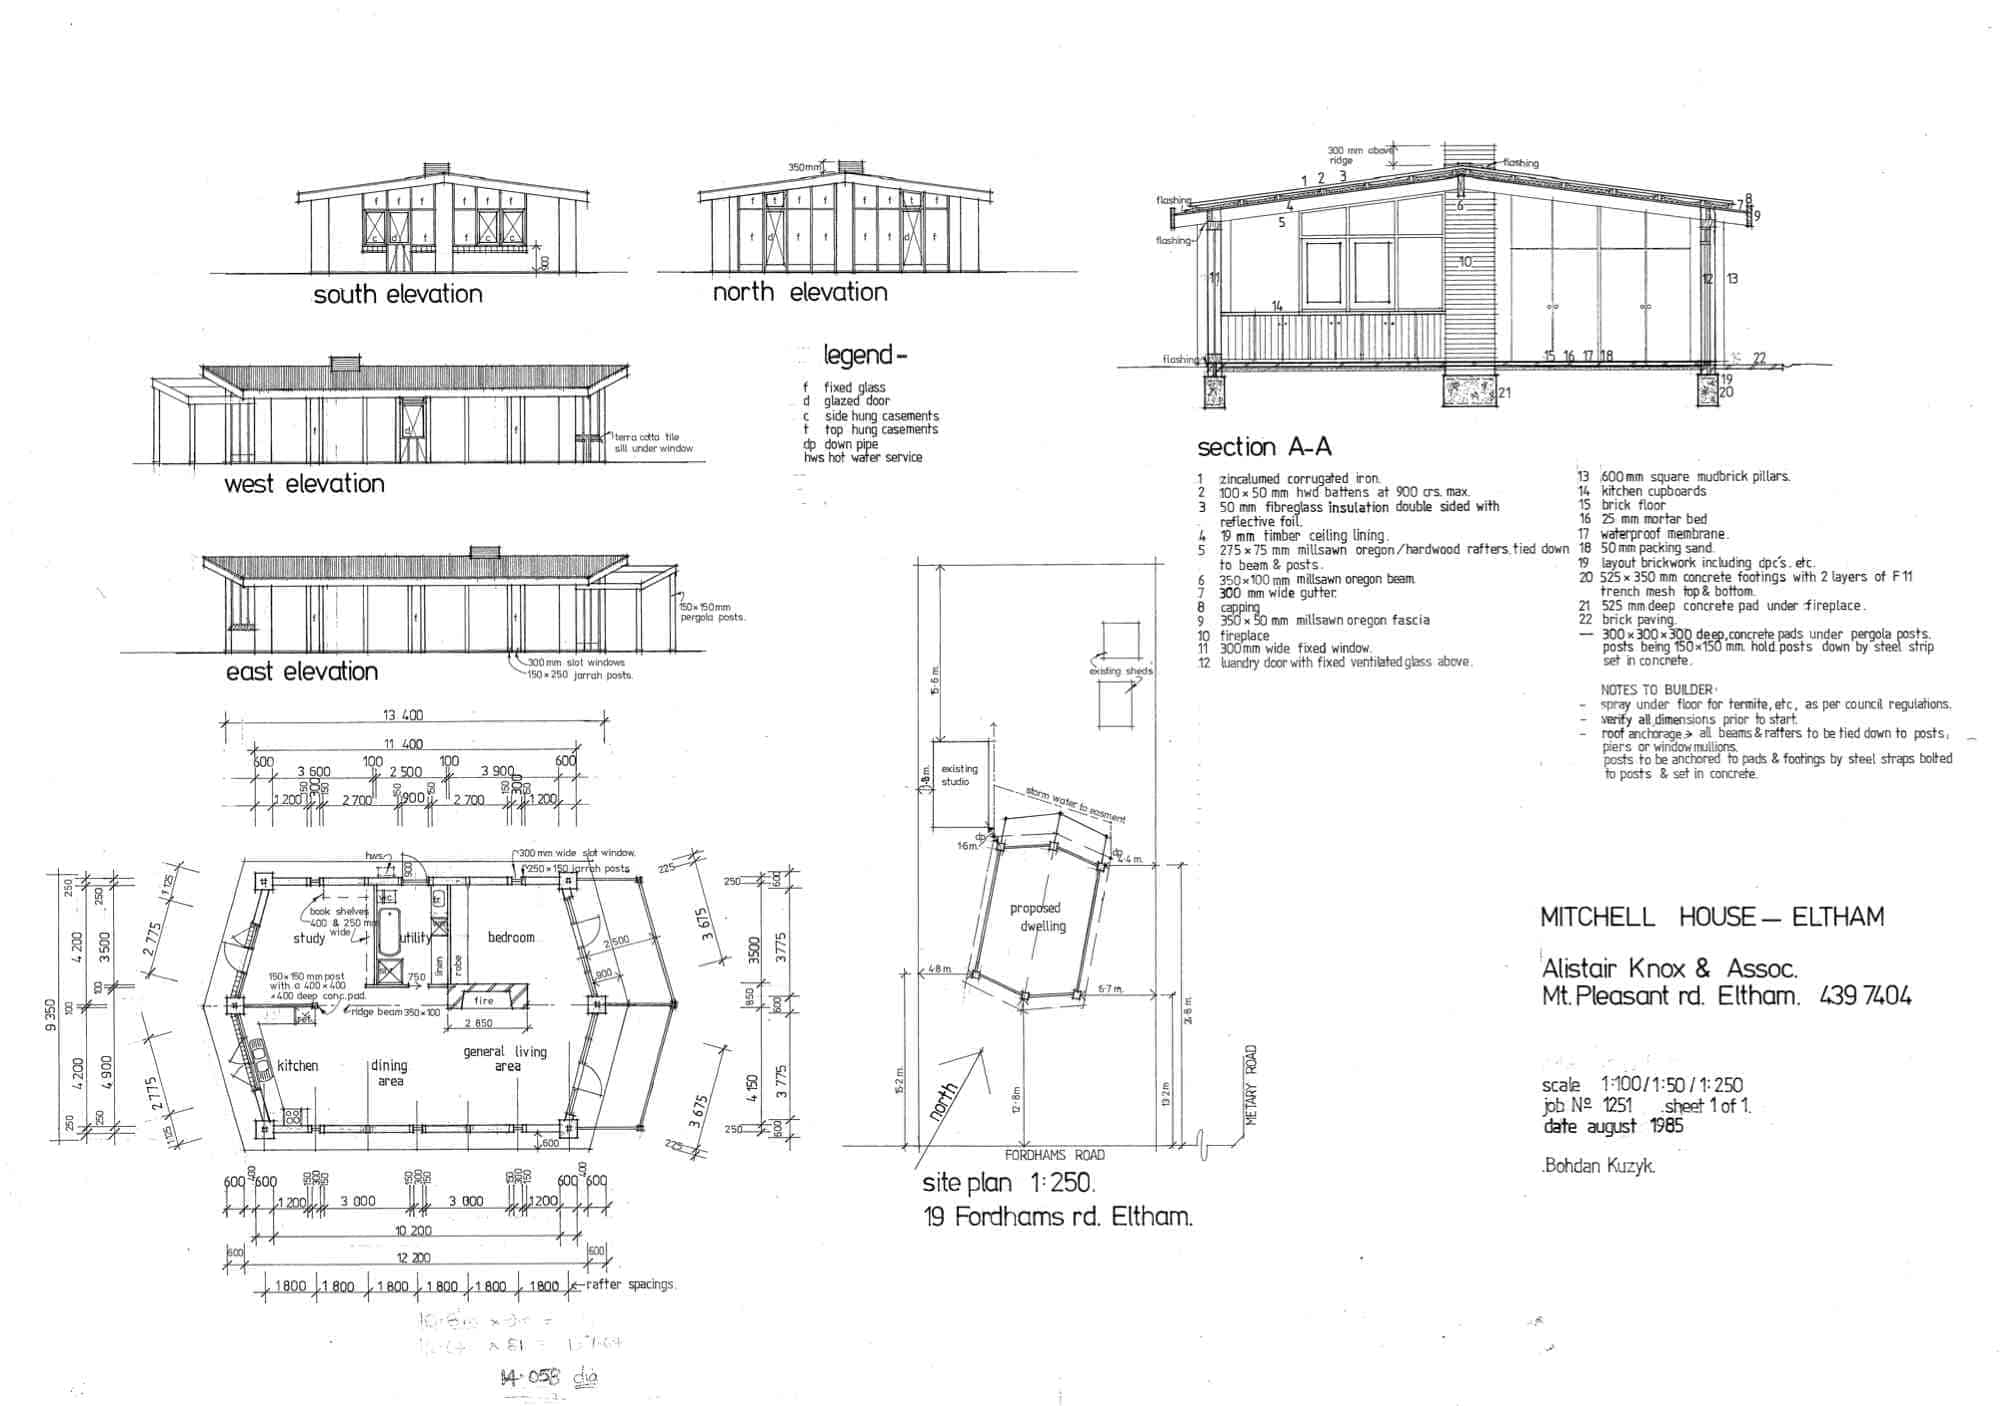 350mm
f f f f f f
c d f f c c
900
south elevation
f t f f f f t f
f d f f f f d f
north elevation
300 mm above
ridge
flashing
1 2 3
flashing
4
5
6
7
8
9
flashing
10
11
12
13
14
flashing
15 16 17 18
22
19
20
21
section A-A
f
d
f
terra cotta tile
sill under window
west elevation
legend-
f fixed glass
d glazed door
c side hung casements
t top hung casements
dp down pipe
hws hot water service
f f f
150×150mm
pergola posts.
300mm slot windows
150×250 jarrah posts.
east elevation
1 zincalumed corrugated iron.
2 100×50 mm hwd battens at 900 crs. max.
3 50 mm fibreglass insulation double sided with
reflective foil.
4 19 mm timber ceiling lining.
5 275×75 mm millsawn oregon/hardwood rafters.tied down
to beam & posts.
6 350×100mm millsawn oregon beam
7 300 mm wide gutter.
8 capping
9 350×50 mm millsawn oregon fascia
10 fireplace
11 300mm wide fixed window.
12 luandry door with fixed ventilated glass above.
13 600mm square mudbrick pillars.
14 kitchen cupboards
15 brick floor
16 25 mm mortar bed
17 waterproof membrane.
18 50mm packing sand.
19 layout brickwork including dpc's. etc.
20 525×350 mm concrete footings with 2 layers of F11
trench mesh top & bottom.
21 525 mm deep concrete pad under fireplace.
22 brick paving.
— 300×300×300 deep,concrete pads under pergola posts.
posts being 150×150 mm. hold posts down by steel strip
set in concrete.
NOTES TO BUILDER:
- spray under floor for termite, etc, as per council regulations.
- verify all dimensions prior to start.
- roof anchorage → all beams & rafters to be tied down to posts,
piers or window mullions.
posts to be anchored to pads & footings by steel straps bolted
to posts & set in concrete.
13 400
11 400
600 3 600 100 2 500 100 3 900 600
1 200 150 300 150 2 700 150 900 150 2 700 150 300 150 1 200
hws
900
300 mm wide slot window.
250×150 jarrah posts
book shelves
400 & 250 mm
wide
study
utility
bedroom
wc
tr
shr
linen
robe
750
150×150 mm post
with a 400×400
×400 deep conc.pad.
ridge beam 350×100
ref
fire
2 850
kitchen
dining
area
general living
area
2 500
900
600
9 350
250 4 200 100 4 200 250
250 3 500 100 4 900 250
1 125
2 775
2 775
1 125
225
3 675
3 675
225
250 3500 850 4 150 250
600 3 775 600 3 775 600
600 400 600 150 300 150 150 300 150 150 300 150 600 400 600
1 200 3 000 3 000 1200
10 200
600 12 200 600
1 800 1 800 1 800 1 800 1 800 1 800 rafter spacings.
14·058 dia
15·6 m.
existing sheds
·8m.
existing
studio
storm water to easment
dp
1·6m.
dp
4·4 m.
proposed
dwelling
4·8m.
6·7 m.
15·2 m.
12·8m
13·2m
24·8 m.
north
METARY ROAD
FORDHAMS ROAD
site plan 1:250.
19 Fordhams rd. Eltham.
MITCHELL HOUSE — ELTHAM
Alistair Knox & Assoc.
Mt. Pleasant rd. Eltham. 439 7404
scale 1:100/1:50/1:250
job Nº 1251 sheet 1 of 1.
date august 1985
Bohdan Kuzyk.